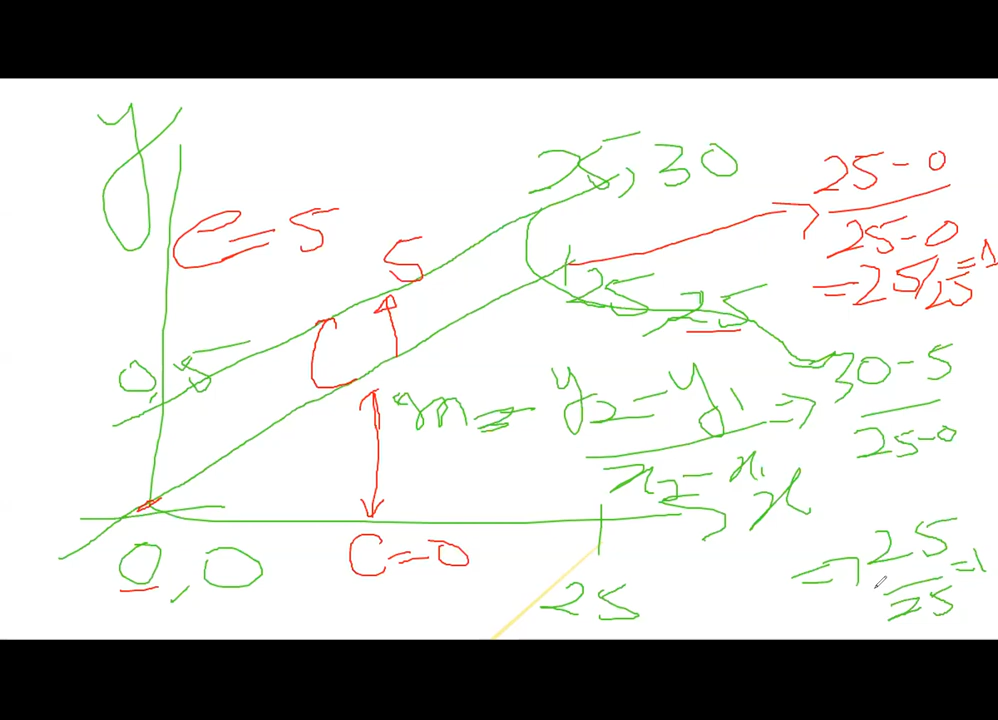 y
25, 30
25-0
25-0
= 25/25 = 1
C = 5
5
25, 25
0, 5
C
m = y2 - y1 =>
x2 - x1
30-5
25-0
x
0, 0
C=0
25
=> 25
25
=1